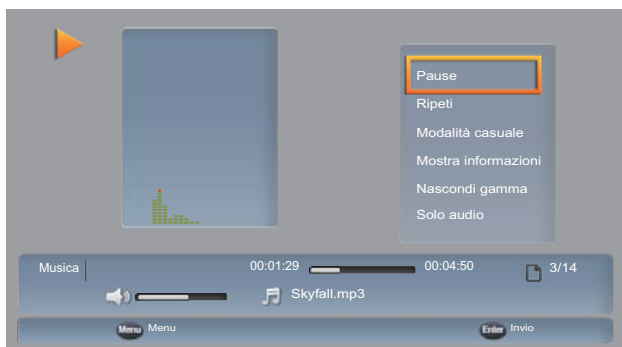 Pause
Ripeti
Modalità casuale
Mostra informazioni
Nascondi gamma
Solo audio
Musica 00:01:29 00:04:50 3/14
Skyfall.mp3
Menu Menu Enter Invio